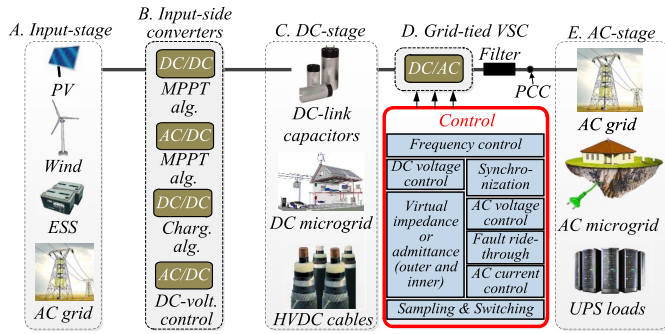 A. Input-stage
PV
Wind
ESS
AC grid
B. Input-side
converters
DC/DC
MPPT
alg.
AC/DC
MPPT
alg.
DC/DC
Charg.
alg.
AC/DC
DC-volt.
control
C. DC-stage
DC-link
capacitors
DC microgrid
HVDC cables
D. Grid-tied VSC
DC/AC
Filter
PCC
Control
Frequency control
DC voltage
control
Synchro-
nization
Virtual
impedance
or
admittance
(outer and
inner)
AC voltage
control
Fault ride-
through
AC current
control
Sampling & Switching
E. AC-stage
AC grid
AC microgrid
UPS loads